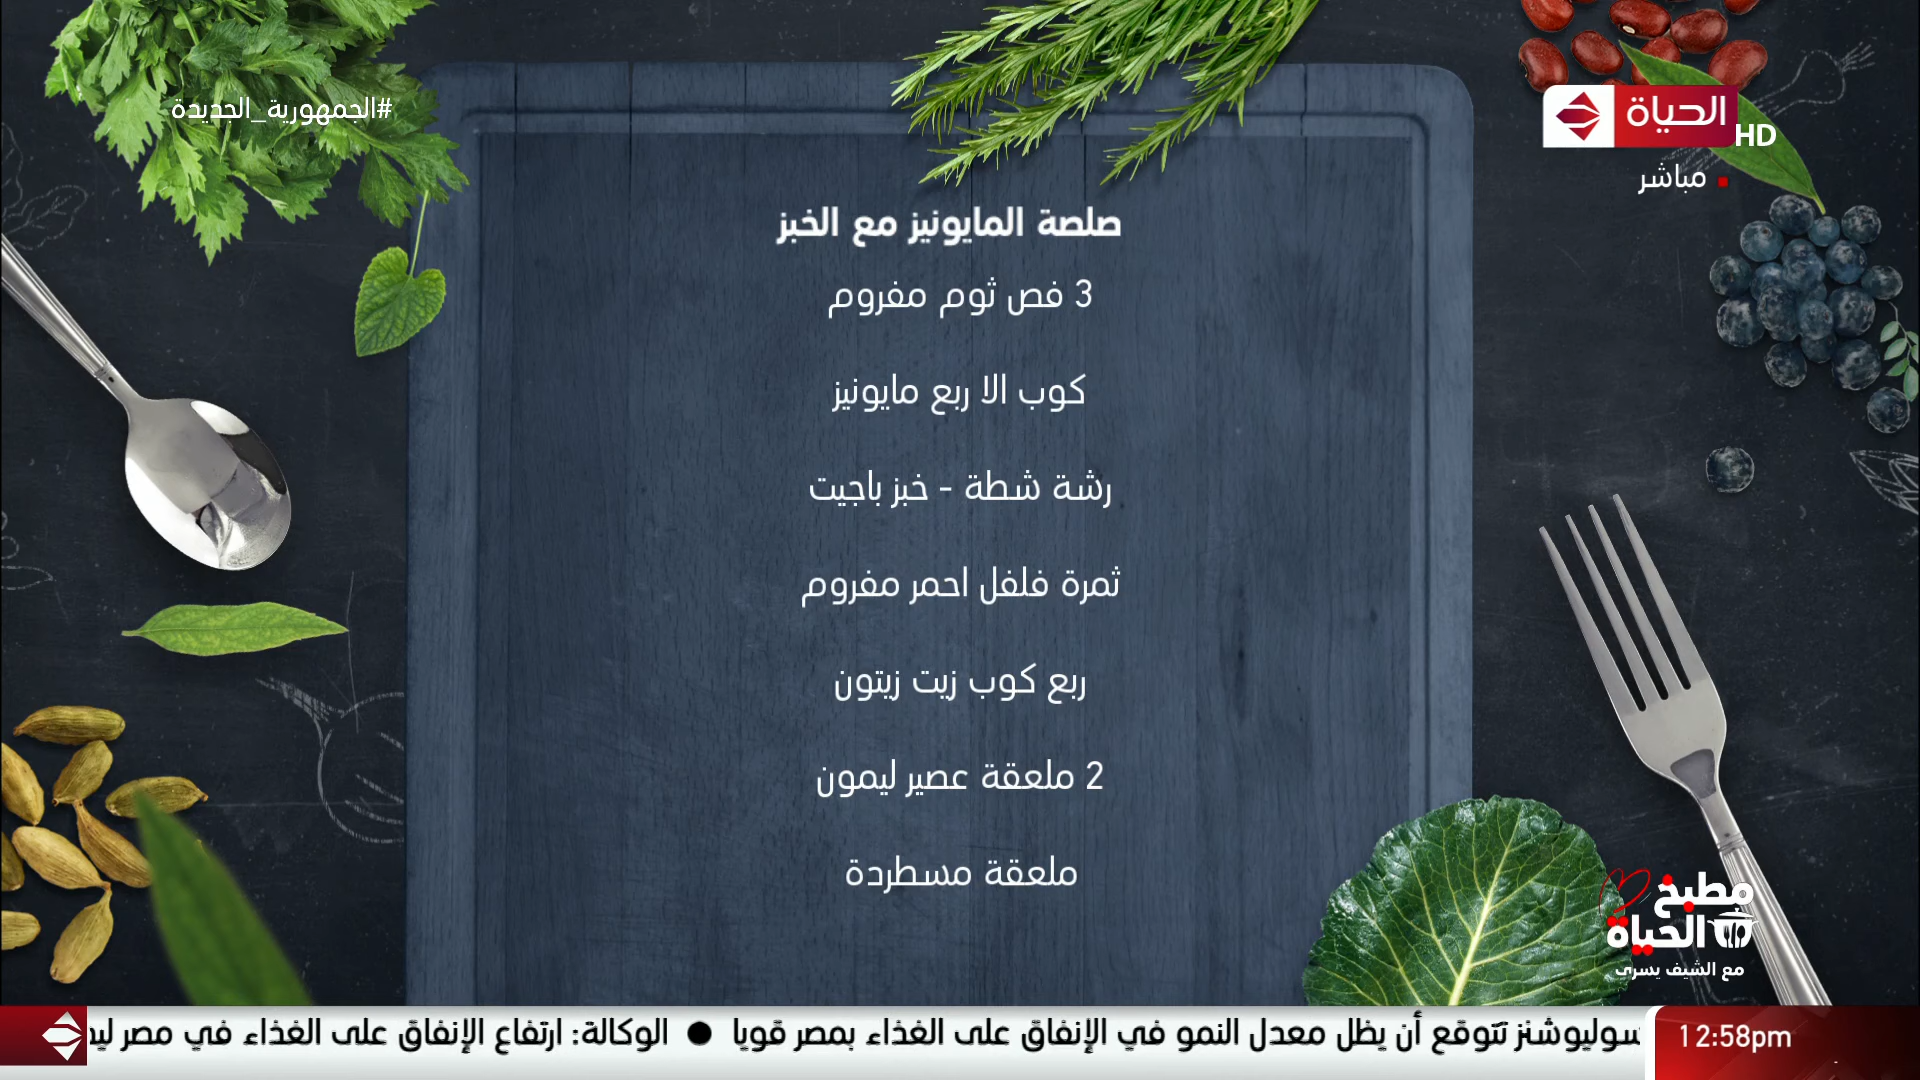 #الجمهورية_الجديدة
الحياة
HD
مباشر
صلصة المايونيز مع الخبز
3 فص ثوم مفروم
كوب الا ربع مايونيز
رشة شطة - خبز باجيت
ثمرة فلفل احمر مفروم
ربع كوب زيت زيتون
2 ملعقة عصير ليمون
ملعقة مسطردة
مطبخ
الحياة
مع الشيف يسرى
سوليوشنز تتوقع أن يظل معدل النمو في الإنفاق على الغذاء بمصر قويا ● الوكالة: ارتفاع الإنفاق على الغذاء في مصر
12:58pm